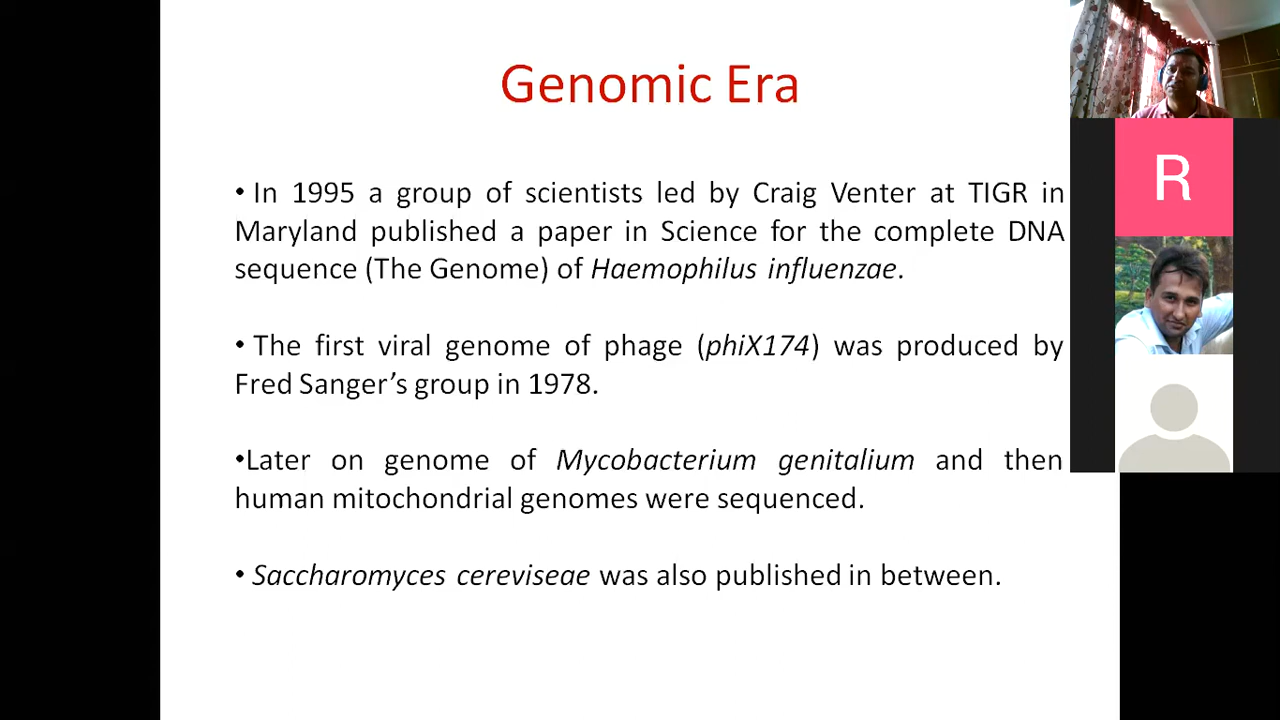 Genomic Era
• In 1995 a group of scientists led by Craig Venter at TIGR in
Maryland published a paper in Science for the complete DNA
sequence (The Genome) of Haemophilus influenzae.
• The first viral genome of phage (phiX174) was produced by
Fred Sanger’s group in 1978.
•Later on genome of Mycobacterium genitalium and then
human mitochondrial genomes were sequenced.
• Saccharomyces cereviseae was also published in between.
R